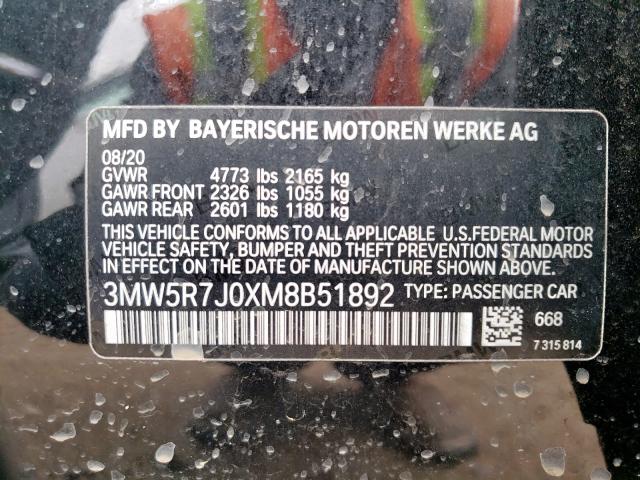 MFD BY BAYERISCHE MOTOREN WERKE AG
08/20
GVWR 4773 lbs 2165 kg
GAWR FRONT 2326 lbs 1055 kg
GAWR REAR 2601 lbs 1180 kg
THIS VEHICLE CONFORMS TO ALL APPLICABLE U.S.FEDERAL MOTOR
VEHICLE SAFETY, BUMPER AND THEFT PREVENTION STANDARDS
IN EFFECT ON THE DATE OF MANUFACTURE SHOWN ABOVE.
3MW5R7J0XM8B51892 TYPE: PASSENGER CAR
668
7 315 814